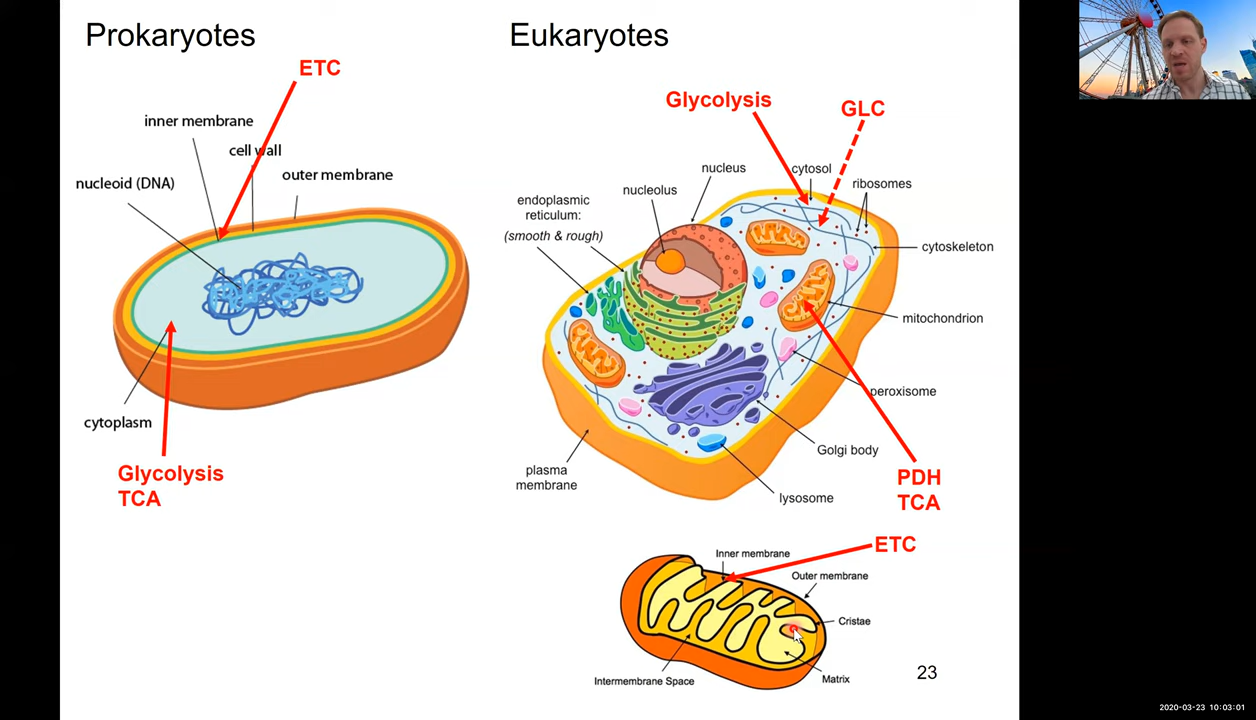 Prokaryotes
ETC
inner membrane
cell wall
nucleoid (DNA)
outer membrane
cytoplasm
Glycolysis
TCA
Eukaryotes
Glycolysis
GLC
nucleus
cytosol
nucleolus
ribosomes
endoplasmic
reticulum:
(smooth & rough)
cytoskeleton
mitochondrion
peroxisome
Golgi body
plasma
membrane
lysosome
PDH
TCA
ETC
Inner membrane
Outer membrane
Cristae
Intermembrane Space
Matrix
23
2020-03-23 10:03:01